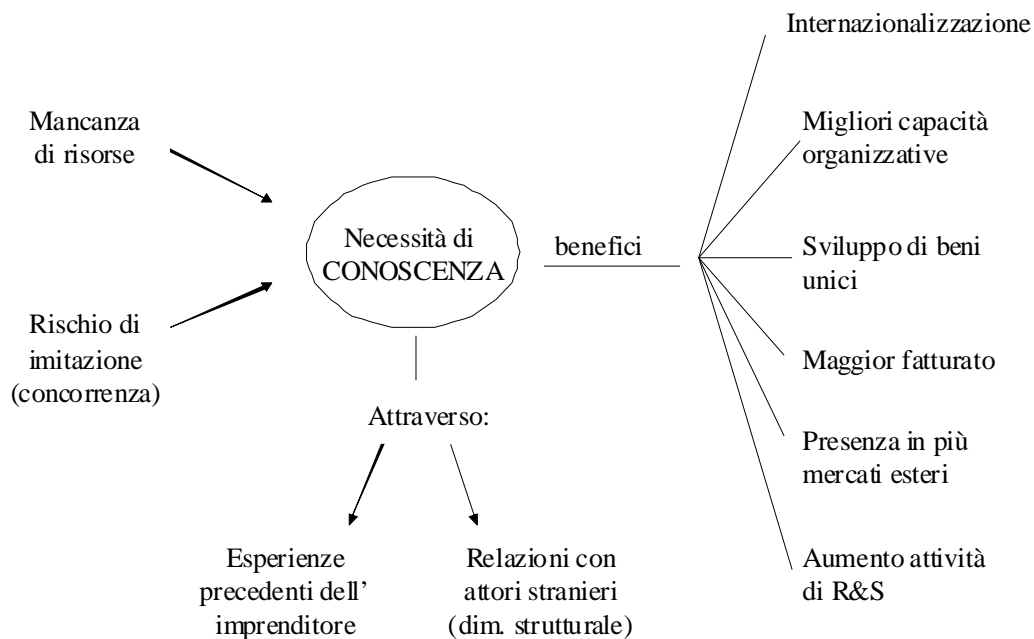 Mancanza
di risorse
Rischio di
imitazione
(concorrenza)
Necessità di
CONOSCENZA
benefici
Attraverso:
Esperienze
precedenti dell’
imprenditore
Relazioni con
attori stranieri
(dim. strutturale)
Internazionalizzazione
Migliori capacità
organizzative
Sviluppo di beni
unici
Maggior fatturato
Presenza in più
mercati esteri
Aumento attività
di R&S